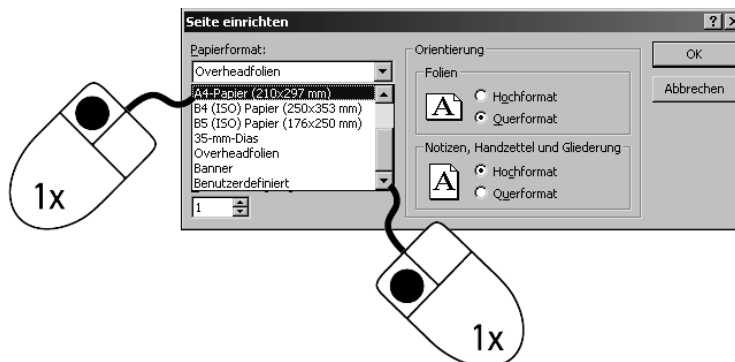 Seite einrichten
Papierformat:
Overheadfolien
A4-Papier (210x297 mm)
B4 (ISO) Papier (250x353 mm)
B5 (ISO) Papier (176x250 mm)
35-mm-Dias
Overheadfolien
Banner
Benutzerdefiniert
1
Orientierung
Folien
A
Hochformat
Querformat
Notizen, Handzettel und Gliederung
A
Hochformat
Querformat
OK
Abbrechen
1x
1x